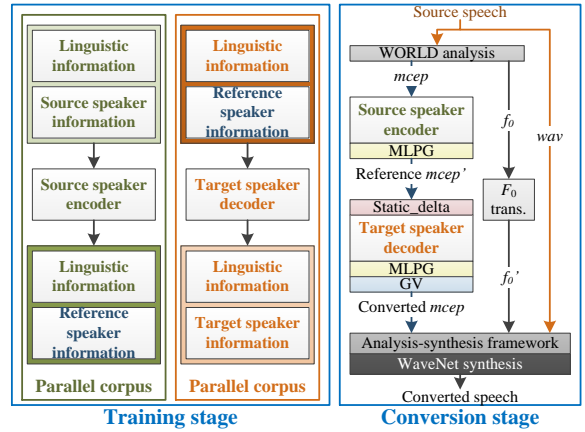 Linguistic
information
Source speaker
information
Source speaker
encoder
Linguistic
information
Reference
speaker
information
Parallel corpus
Linguistic
information
Reference
speaker
information
Target speaker
decoder
Linguistic
information
Target speaker
information
Parallel corpus
Training stage
Source speech
WORLD analysis
mcep
Source speaker
encoder
MLPG
Reference mcep'
Static_delta
Target speaker
decoder
MLPG
GV
Converted mcep
f₀
F₀
trans.
f₀'
wav
Analysis-synthesis framework
WaveNet synthesis
Converted speech
Conversion stage